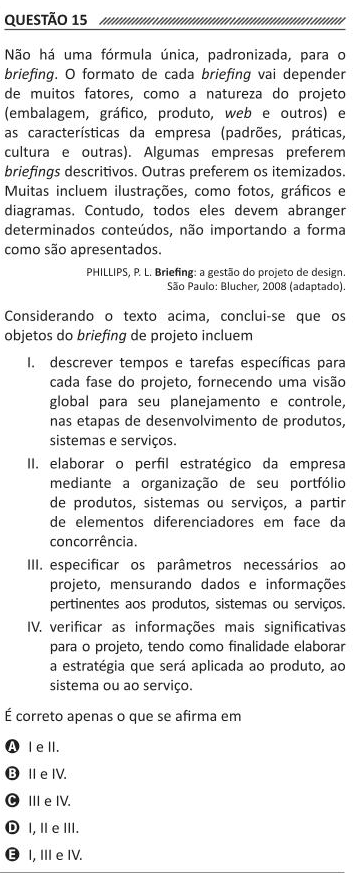 QUESTÃO 15
Não há uma fórmula única, padronizada, para o
briefing. O formato de cada briefing vai depender
de muitos fatores, como a natureza do projeto
(embalagem, gráfico, produto, web e outros) e
as características da empresa (padrões, práticas,
cultura e outras). Algumas empresas preferem
briefings descritivos. Outras preferem os itemizados.
Muitas incluem ilustrações, como fotos, gráficos e
diagramas. Contudo, todos eles devem abranger
determinados conteúdos, não importando a forma
como são apresentados.
PHILLIPS, P. L. Briefing: a gestão do projeto de design.
São Paulo: Blucher, 2008 (adaptado).
Considerando o texto acima, conclui-se que os
objetos do briefing de projeto incluem
I. descrever tempos e tarefas específicas para
cada fase do projeto, fornecendo uma visão
global para seu planejamento e controle,
nas etapas de desenvolvimento de produtos,
sistemas e serviços.
II. elaborar o perfil estratégico da empresa
mediante a organização de seu portfólio
de produtos, sistemas ou serviços, a partir
de elementos diferenciadores em face da
concorrência.
III. especificar os parâmetros necessários ao
projeto, mensurando dados e informações
pertinentes aos produtos, sistemas ou serviços.
IV. verificar as informações mais significativas
para o projeto, tendo como finalidade elaborar
a estratégia que será aplicada ao produto, ao
sistema ou ao serviço.
É correto apenas o que se afirma em
A I e II.
B II e IV.
C III e IV.
D I, II e III.
E I, III e IV.